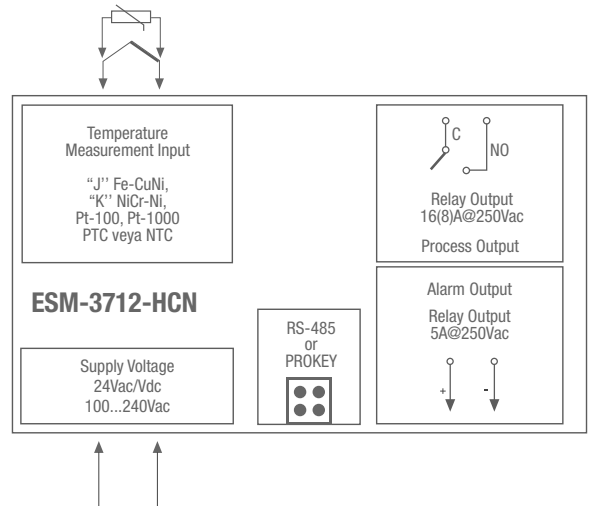 Temperature
Measurement Input
“J’’ Fe-CuNi,
“K’’ NiCr-Ni,
Pt-100, Pt-1000
PTC veya NTC
C
NO
Relay Output
16(8)A@250Vac
Process Output
ESM-3712-HCN
Supply Voltage
24Vac/Vdc
100...240Vac
RS-485
or
PROKEY
Alarm Output
Relay Output
5A@250Vac
+ -